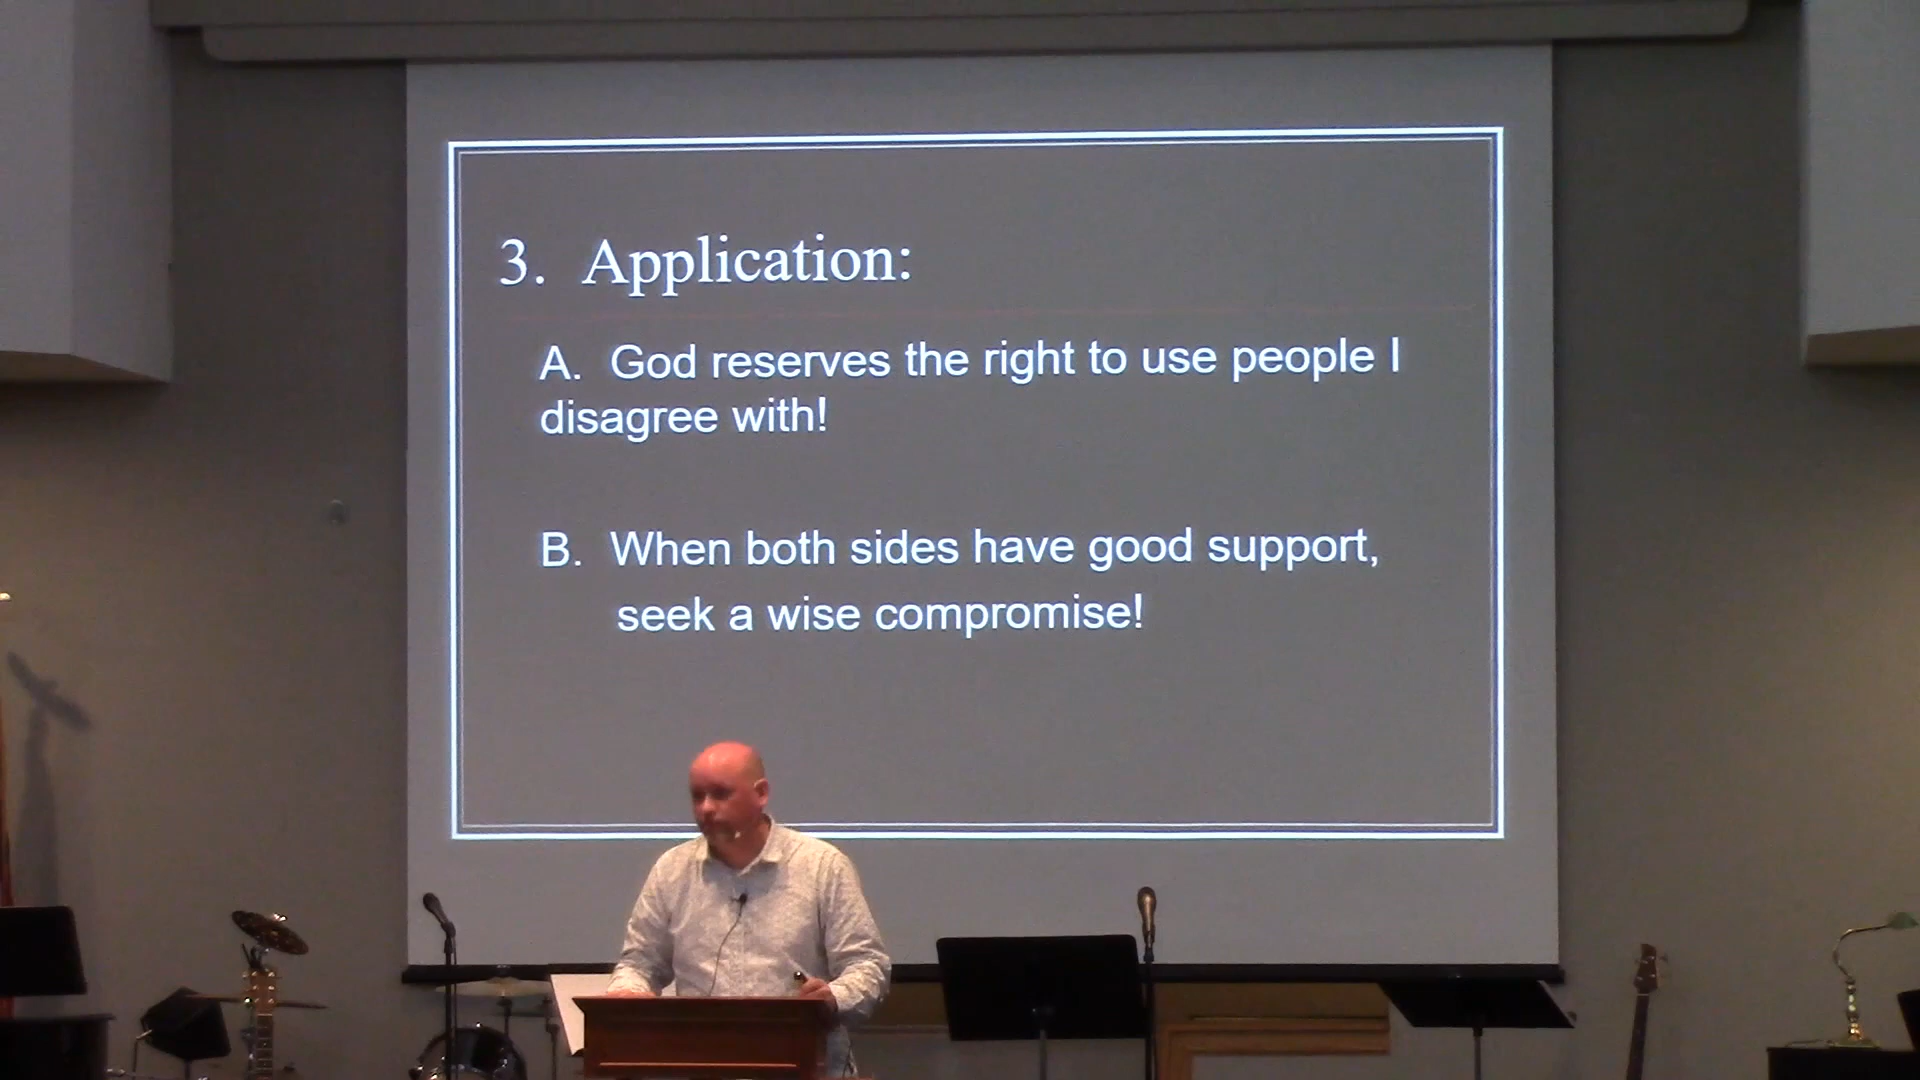 3. Application:
A. God reserves the right to use people I
disagree with!
B. When both sides have good support,
seek a wise compromise!